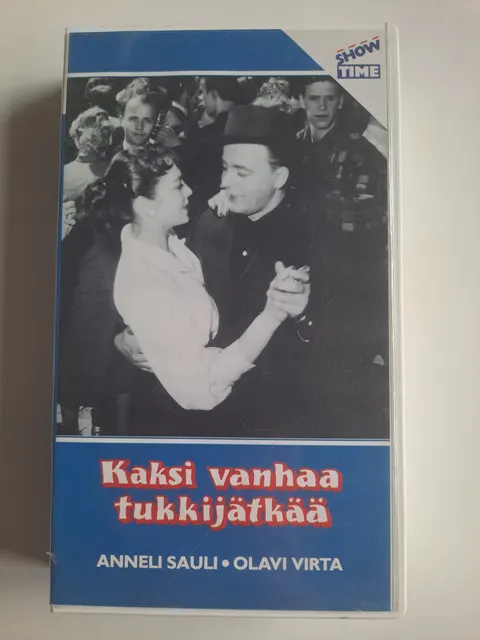 SHOW
TIME
Kaksi vanhaa
tukkijätkää
ANNELI SAULI • OLAVI VIRTA